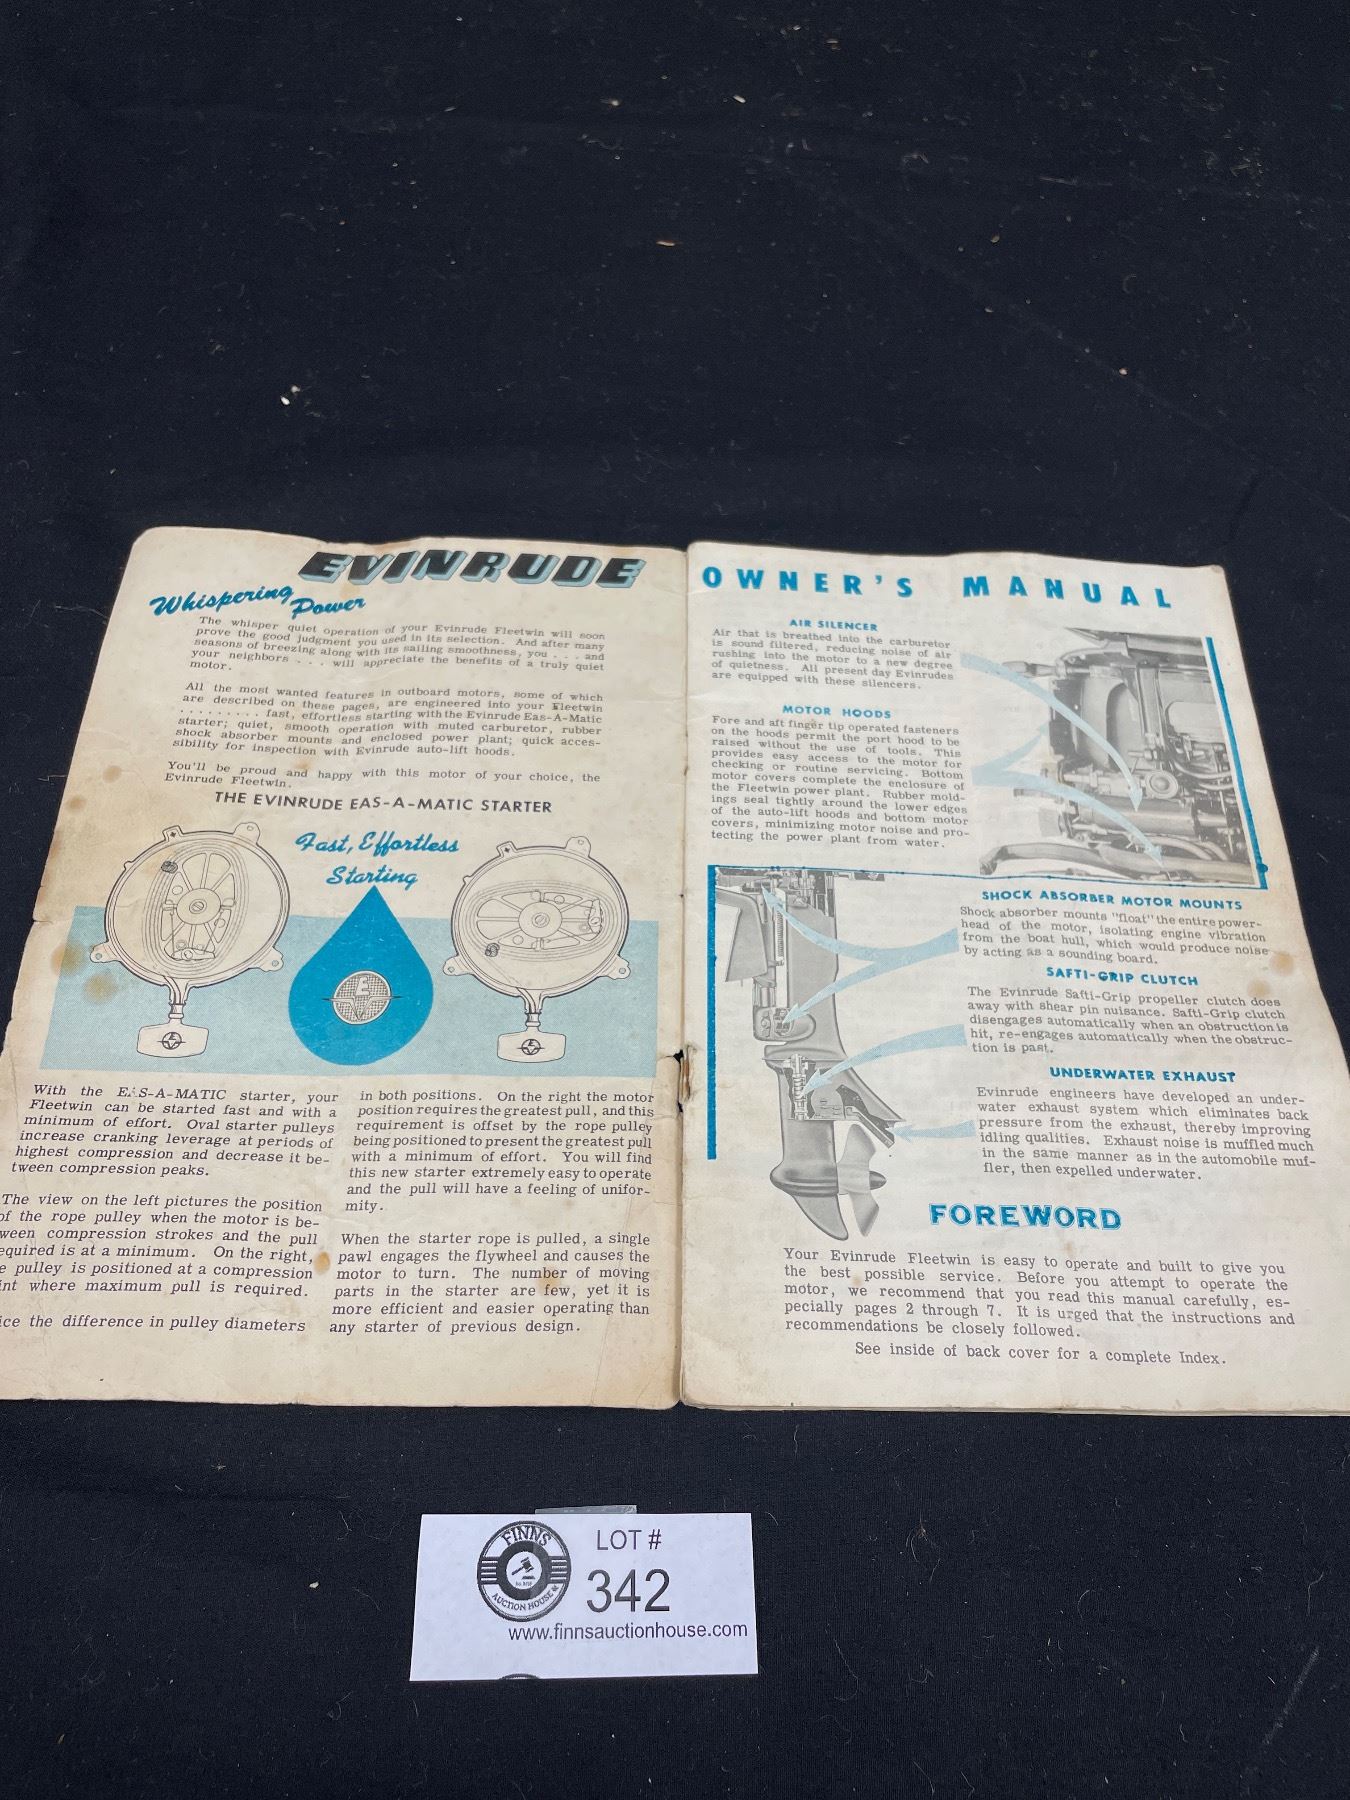 EVINRUDE
Whispering
Power
The whisper quiet operation of your Evinrude Fleetwin will soon
prove the good judgment you used in its selection. And after many
seasons of breezing along with its sailing smoothness, you . . . and
your neighbors . . . . will appreciate the benefits of a truly quiet
motor.
All the most wanted features in outboard motors, some of which
are described on these pages, are engineered into your Fleetwin
. . . . . . . . . fast, effortless starting with the Evinrude Eas-A-Matic
starter; quiet, smooth operation with muted carburetor, rubber
shock absorber mounts and enclosed power plant; quick acces-
sibility for inspection with Evinrude auto-lift hoods.
You'll be proud and happy with this motor of your choice, the
Evinrude Fleetwin.
THE EVINRUDE EAS-A-MATIC STARTER
Fast, Effortless
Starting
E
E
E
With the EAS-A-MATIC starter, your
Fleetwin can be started fast and with a
minimum of effort. Oval starter pulleys
increase cranking leverage at periods of
highest compression and decrease it be-
tween compression peaks.
The view on the left pictures the position
of the rope pulley when the motor is be-
ween compression strokes and the pull
equired is at a minimum. On the right,
e pulley is positioned at a compression
int where maximum pull is required.
ice the difference in pulley diameters
in both positions. On the right the motor
position requires the greatest pull, and this
requirement is offset by the rope pulley
being positioned to present the greatest pull
with a minimum of effort. You will find
this new starter extremely easy to operate
and the pull will have a feeling of unifor-
mity.
When the starter rope is pulled, a single
pawl engages the flywheel and causes the
motor to turn. The number of moving
parts in the starter are few, yet it is
more efficient and easier operating than
any starter of previous design.
OWNER'S MANUAL
AIR SILENCER
Air that is breathed into the carburetor
is sound filtered, reducing noise of air
rushing into the motor to a new degree
of quietness. All present day Evinrudes
are equipped with these silencers.
MOTOR HOODS
Fore and aft finger tip operated fasteners
on the hoods permit the port hood to be
raised without the use of tools. This
provides easy access to the motor for
checking or routine servicing. Bottom
motor covers complete the enclosure of
the Fleetwin power plant. Rubber mold-
ings seal tightly around the lower edges
of the auto-lift hoods and bottom motor
covers, minimizing motor noise and pro-
tecting the power plant from water.
SHOCK ABSORBER MOTOR MOUNTS
Shock absorber mounts "float" the entire power-
head of the motor, isolating engine vibration
from the boat hull, which would produce noise
by acting as a sounding board.
SAFTI-GRIP CLUTCH
The Evinrude Safti-Grip propeller clutch does
away with shear pin nuisance. Safti-Grip clutch
disengages automatically when an obstruction is
hit, re-engages automatically when the obstruc-
tion is past.
UNDERWATER EXHAUST
Evinrude engineers have developed an under-
water exhaust system which eliminates back
pressure from the exhaust, thereby improving
idling qualities. Exhaust noise is muffled much
in the same manner as in the automobile muf-
fler, then expelled underwater.
FOREWORD
Your Evinrude Fleetwin is easy to operate and built to give you
the best possible service. Before you attempt to operate the
motor, we recommend that you read this manual carefully, es-
pecially pages 2 through 7. It is urged that the instructions and
recommendations be closely followed.
See inside of back cover for a complete Index.
FINNS
AUCTION HOUSE
LOT #
342
www.finnsauctionhouse.com